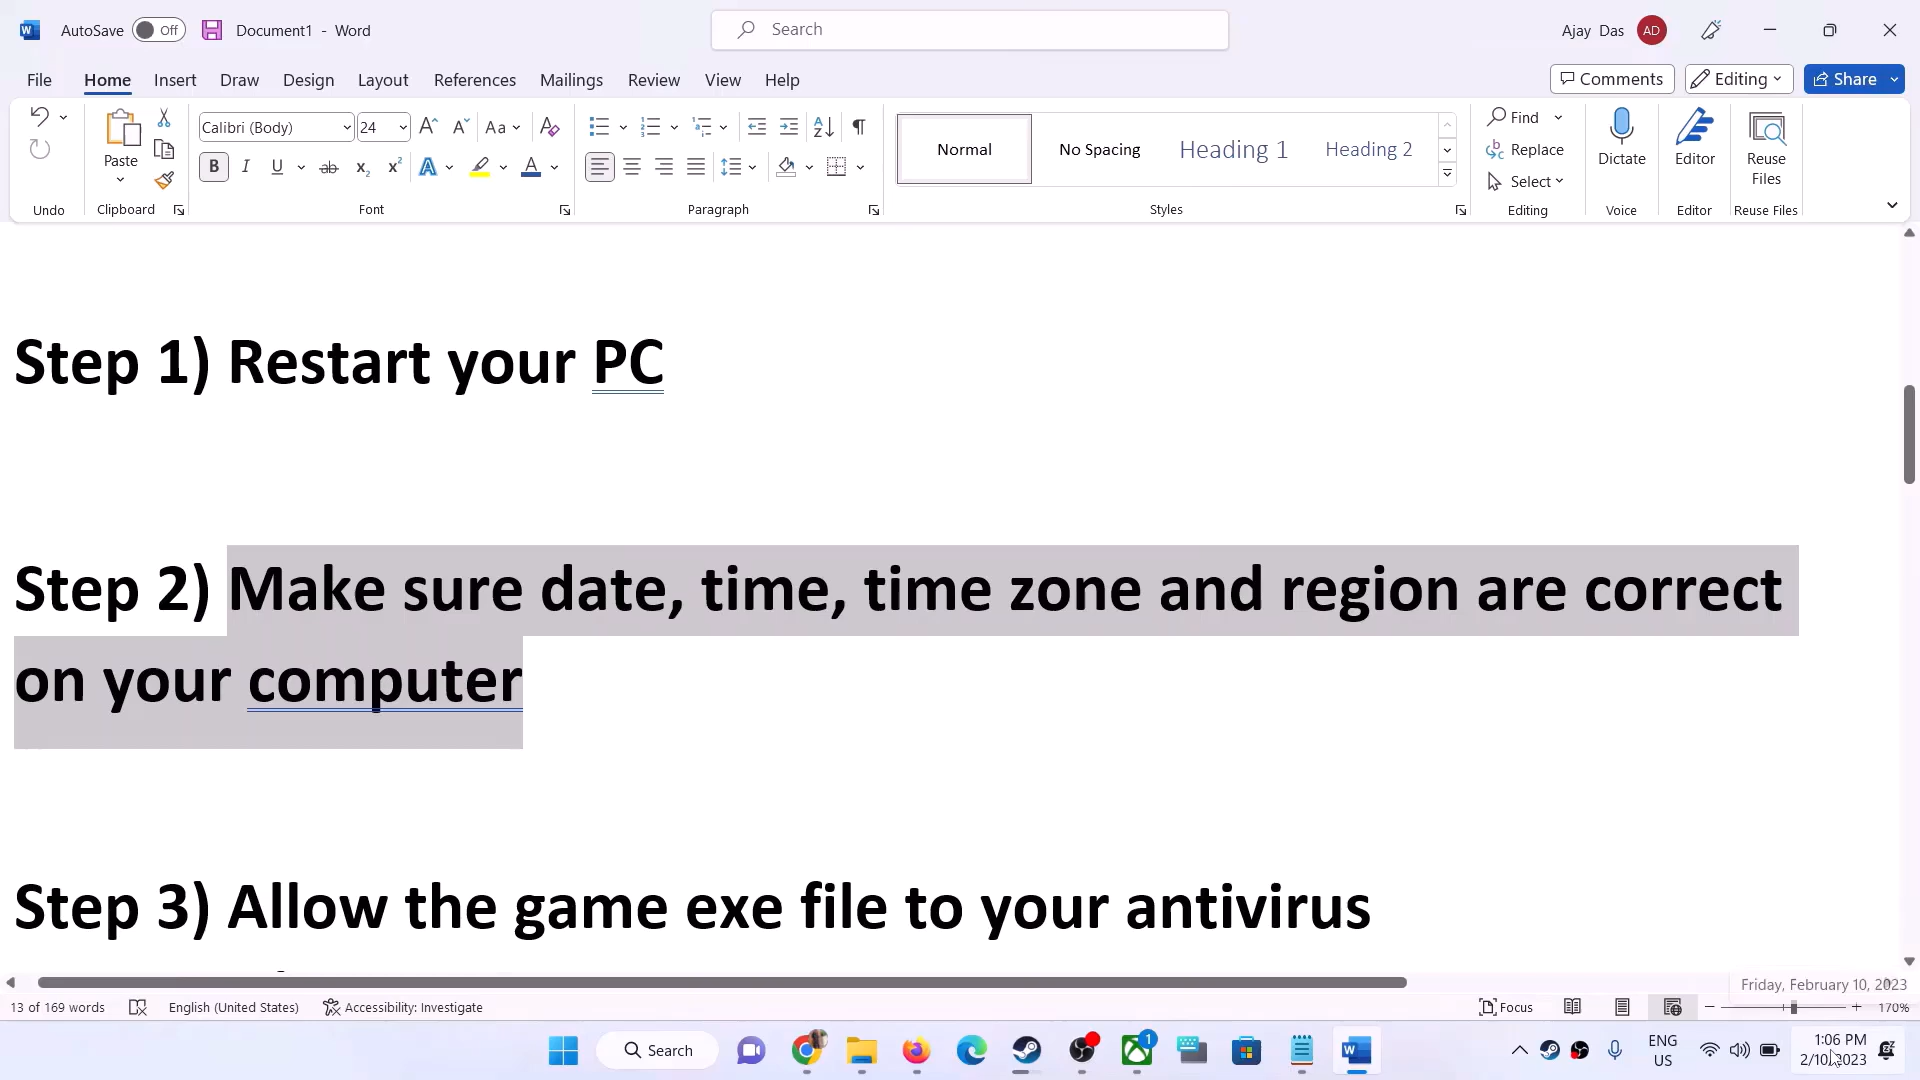 AutoSave Off Document1 - Word Search Ajay Das AD
File Home Insert Draw Design Layout References Mailings Review View Help Comments Editing Share
Calibri (Body) 24 Aa
Paste
B I U ab x₂ x² A A
Normal No Spacing Heading 1 Heading 2
Find
Replace
Select
Dictate
Editor
Reuse
Files
Undo Clipboard Font Paragraph Styles Editing Voice Editor Reuse Files
Step 1) Restart your PC
Step 2) Make sure date, time, time zone and region are correct
on your computer
Step 3) Allow the game exe file to your antivirus
Friday, February 10, 2023
13 of 169 words English (United States) Accessibility: Investigate Focus 170%
Search 1 ENG
US
1:06 PM
2/10/2023